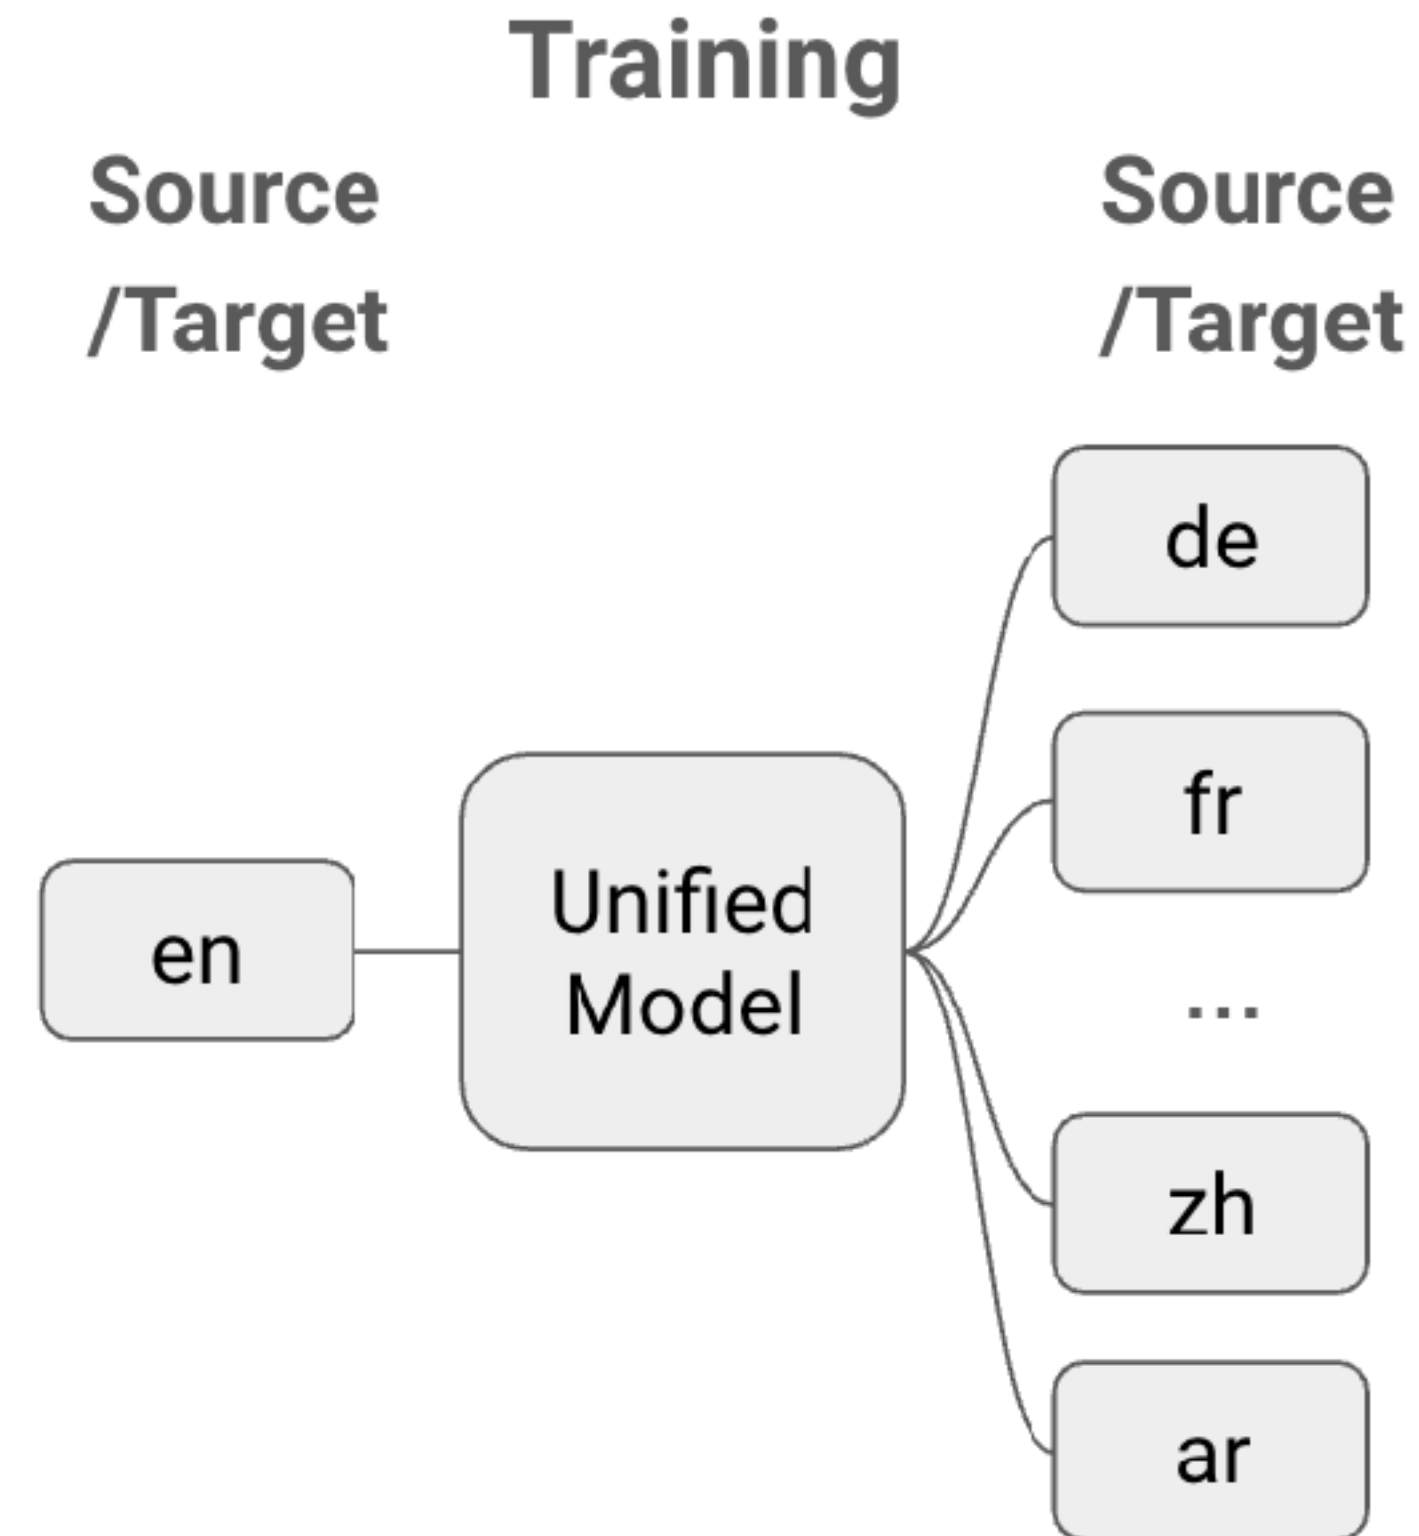 Training
Source
/Target
Source
/Target
de
fr
en
Unified
Model
...
zh
ar